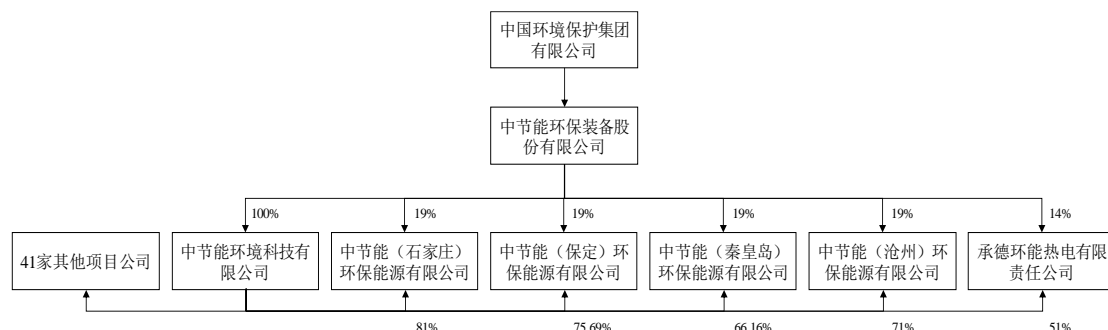 中国环境保护集团
有限公司
中节能环保装备股
份有限公司
100%
19%
19%
19%
19%
14%
41家其他项目公司
中节能环境科技有
限公司
中节能（石家庄）
环保能源有限公司
中节能（保定）环
保能源有限公司
中节能（秦皇岛）
环保能源有限公司
中节能（沧州）环
保能源有限公司
承德环能热电有限
责任公司
81%
75.69%
66.16%
71%
51%